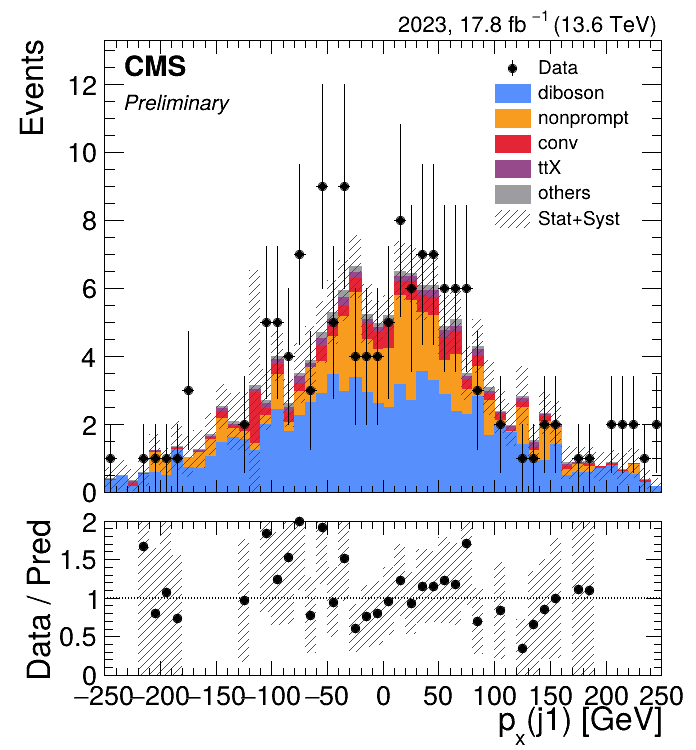 2023, 17.8 fb⁻¹ (13.6 TeV)
Events
12
10
8
6
4
2
0
CMS
Preliminary
Data
diboson
nonprompt
conv
ttX
others
Stat+Syst
Data / Pred
2
1.5
1
0.5
0
−250 −200 −150 −100 −50 0 50 100 150 200 250
pₓ(j1) [GeV]